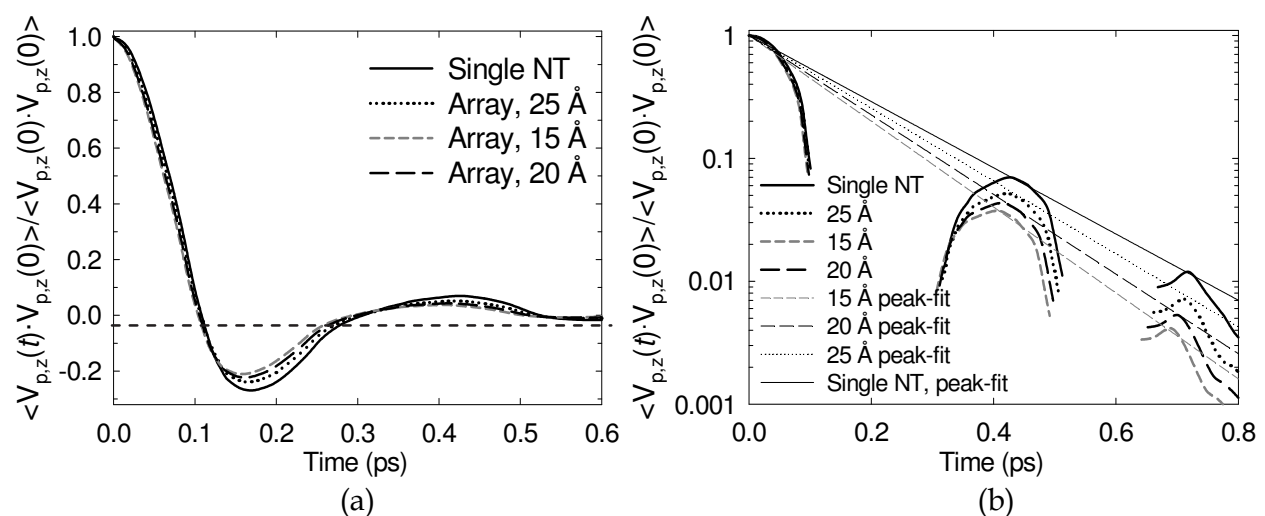 <V_p,z(t)·V_p,z(0)>/<V_p,z(0)·V_p,z(0)>
1.0
0.8
0.6
0.4
0.2
0.0
-0.2
Single NT
Array, 25 Å
Array, 15 Å
Array, 20 Å
0.0 0.1 0.2 0.3 0.4 0.5 0.6
Time (ps)
(a)
<V_p,z(t)·V_p,z(0)>/<V_p,z(0)·V_p,z(0)>
1
0.1
0.01
0.001
Single NT
25 Å
15 Å
20 Å
15 Å peak-fit
20 Å peak-fit
25 Å peak-fit
Single NT, peak-fit
0.0 0.2 0.4 0.6 0.8
Time (ps)
(b)